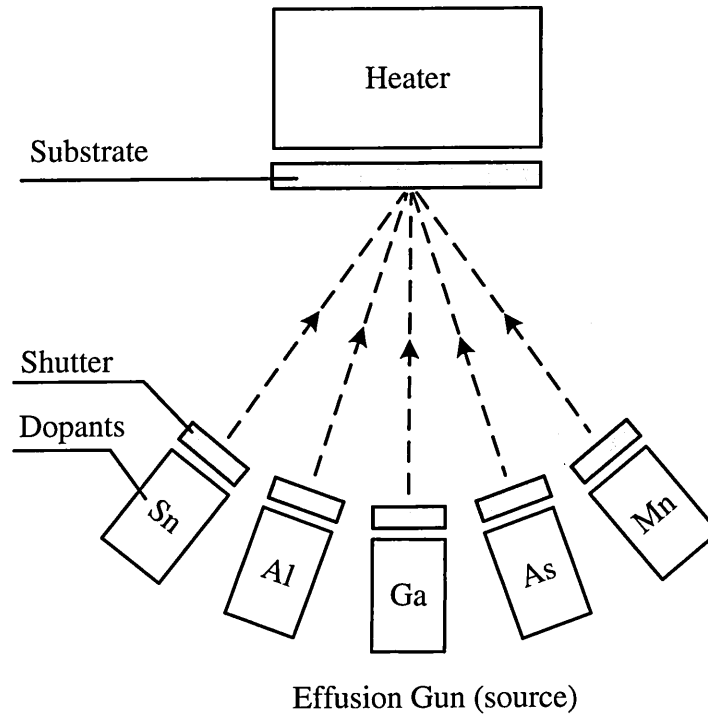 Heater
Substrate
Shutter
Dopants
Sn
Al
Ga
As
Mn
Effusion Gun (source)